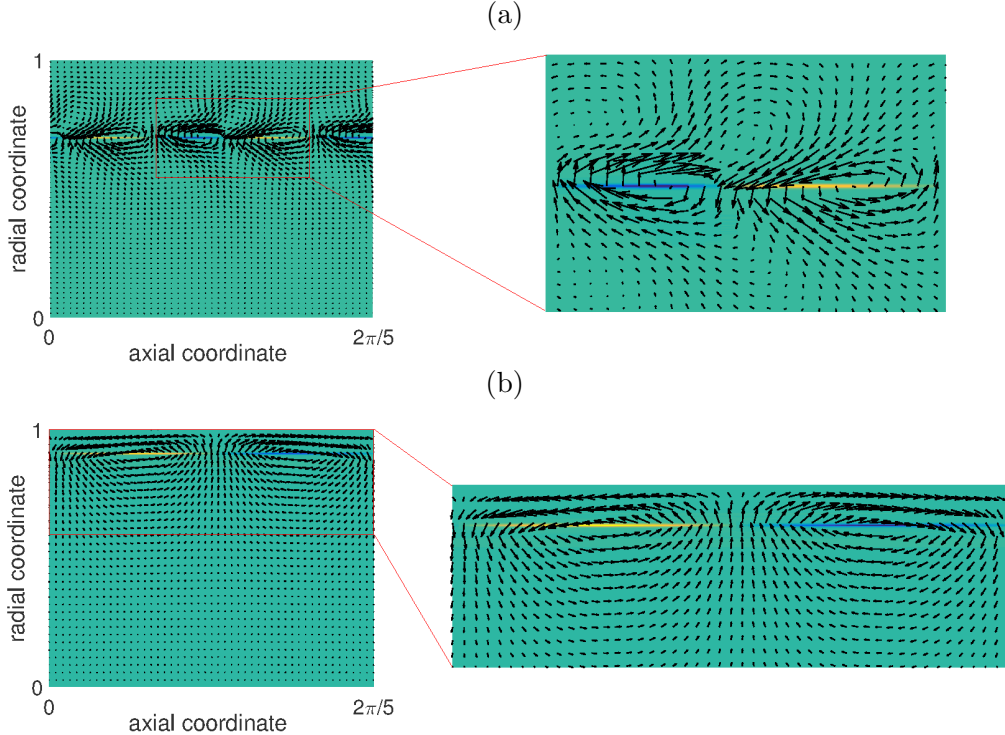 (a)
1
radial coordinate
0
0
2π/5
axial coordinate
(b)
1
radial coordinate
0
0
2π/5
axial coordinate